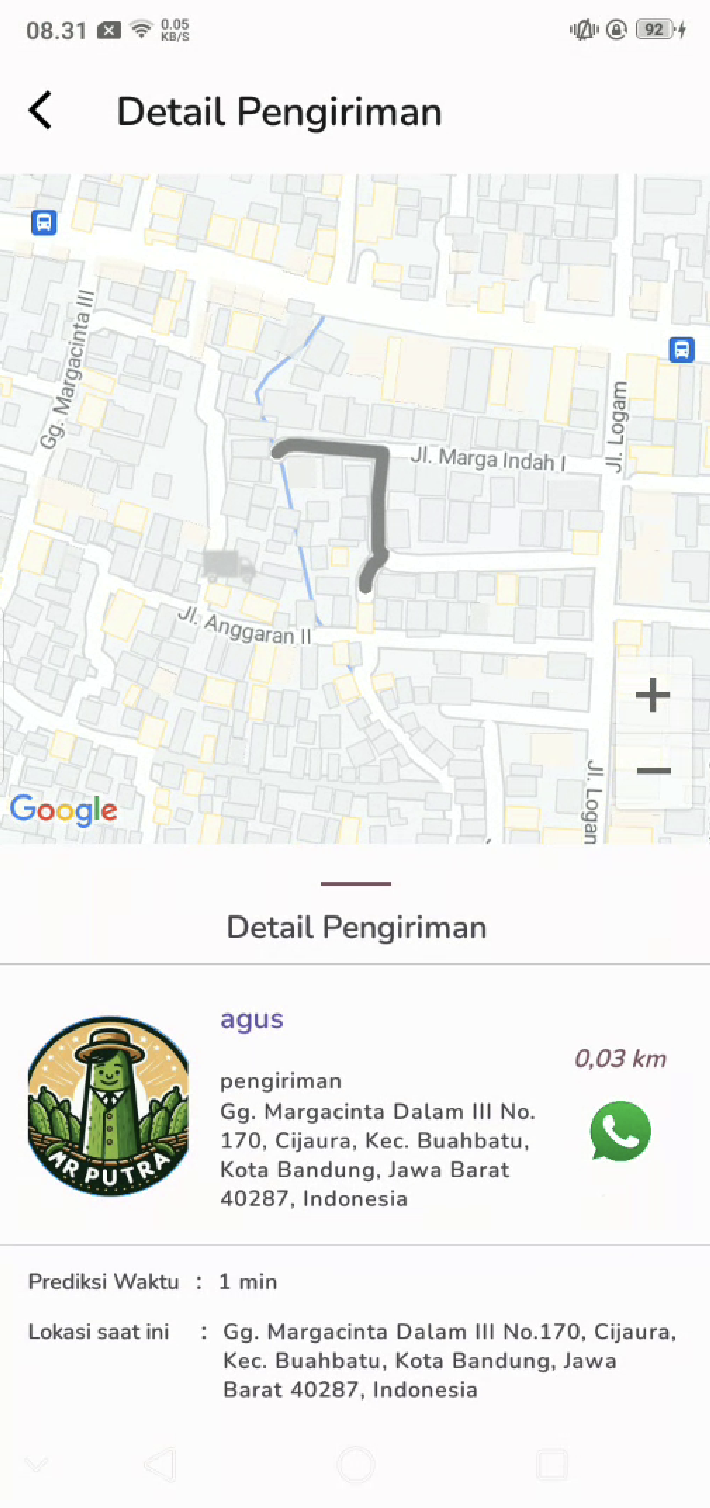 08.31
0.05
KB/S
92
Detail Pengiriman
Gg. Margacinta III
Jl. Logam
Jl. Marga Indah I
Jl. Anggaran II
Jl. Logan
Google
Detail Pengiriman
agus
0,03 km
pengiriman
Gg. Margacinta Dalam III No.
170, Cijaura, Kec. Buahbatu,
Kota Bandung, Jawa Barat
40287, Indonesia
MR PUTRA
Prediksi Waktu : 1 min
Lokasi saat ini : Gg. Margacinta Dalam III No.170, Cijaura,
Kec. Buahbatu, Kota Bandung, Jawa
Barat 40287, Indonesia